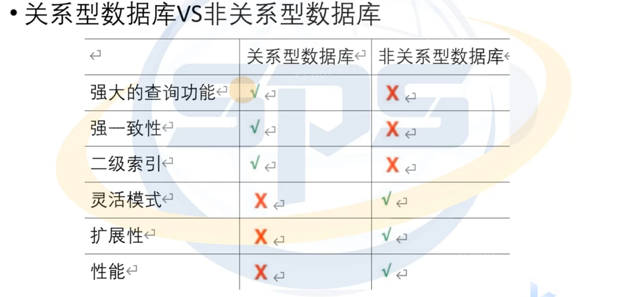 • 关系型数据库VS非关系型数据库
关系型数据库 非关系型数据库
强大的查询功能 √ X
强一致性 √ X
二级索引 √ X
灵活模式 X √
扩展性 X √
性能 X √
sps